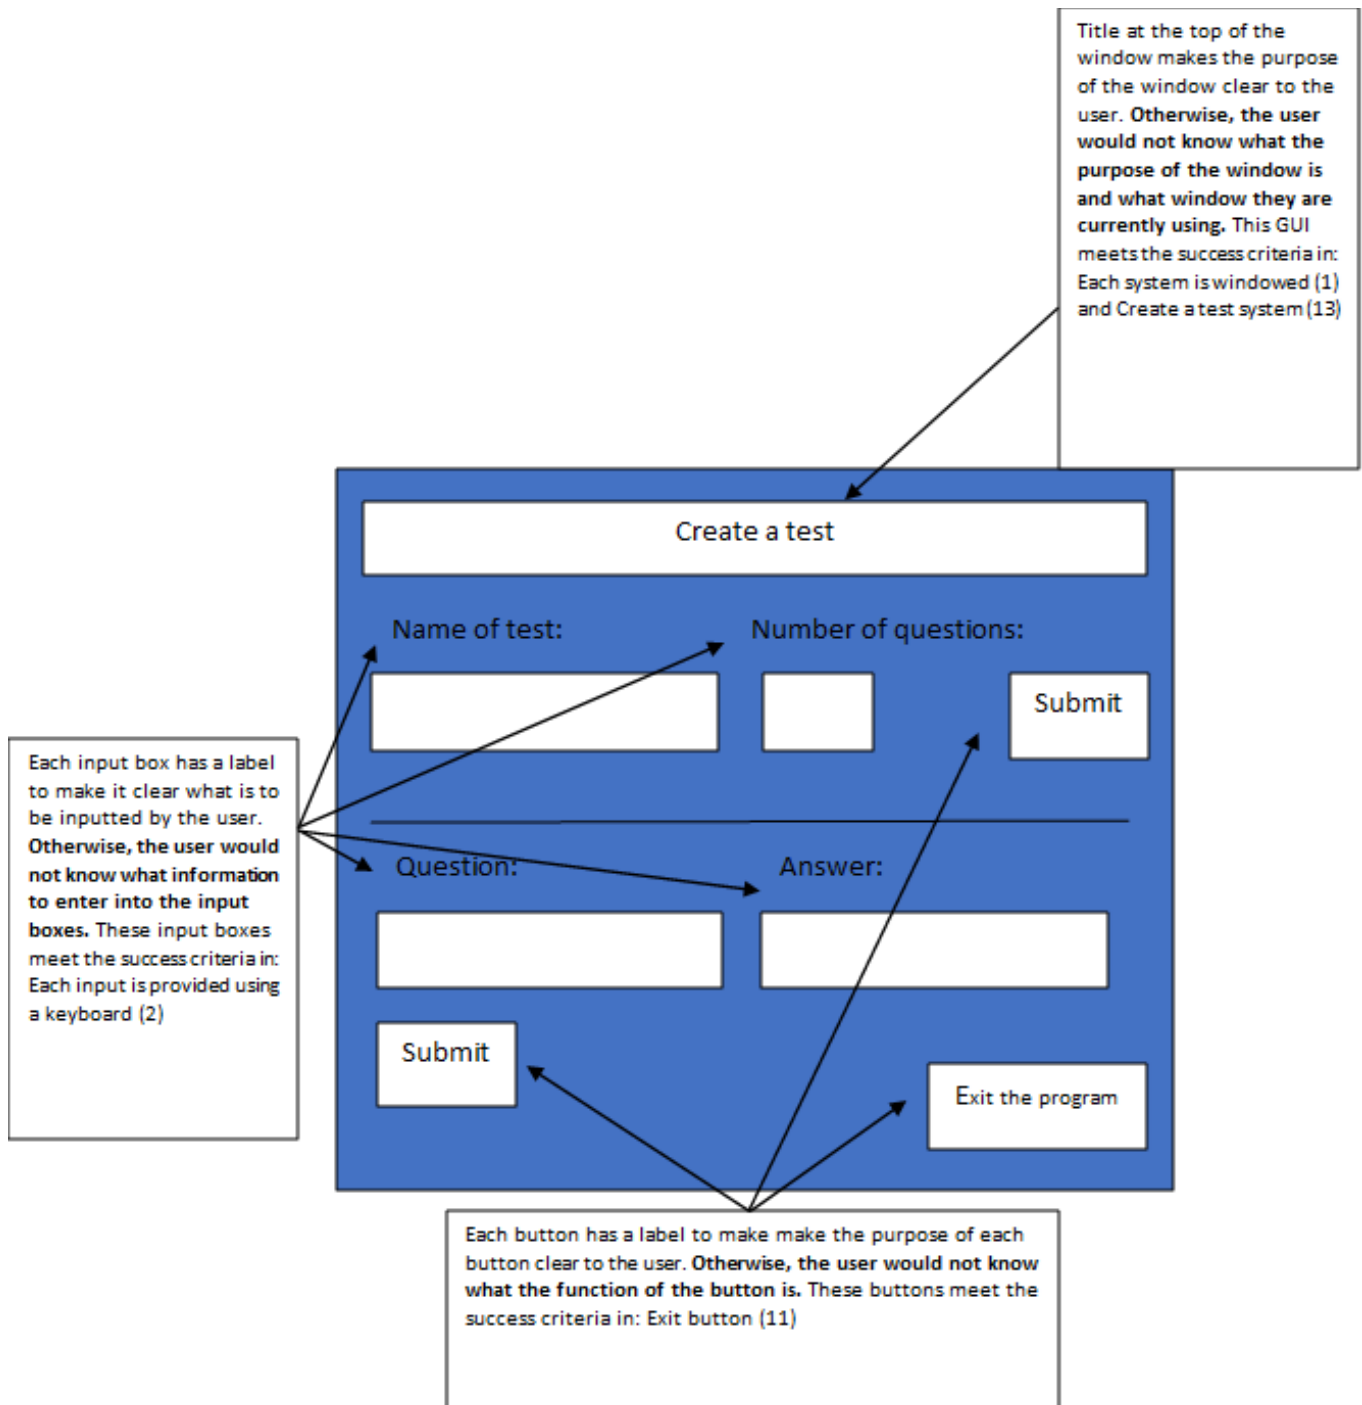 Title at the top of the
window makes the purpose
of the window clear to the
user. Otherwise, the user
would not know what the
purpose of the window is
and what window they are
currently using. This GUI
meets the success criteria in:
Each system is windowed (1)
and Create a test system (13)
Create a test
Name of test:
Number of questions:
Submit
Each input box has a label
to make it clear what is to
be inputted by the user.
Otherwise, the user would
not know what information
to enter into the input
boxes. These input boxes
meet the success criteria in:
Each input is provided using
a keyboard (2)
Question:
Answer:
Submit
Exit the program
Each button has a label to make make the purpose of each
button clear to the user. Otherwise, the user would not know
what the function of the button is. These buttons meet the
success criteria in: Exit button (11)